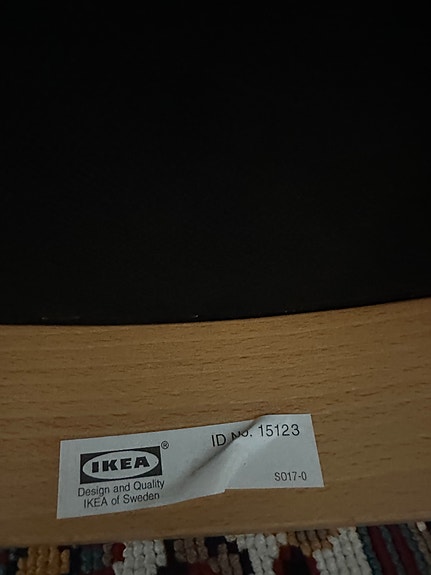 IKEA®
Design and Quality
IKEA of Sweden
ID No. 15123
S017-0